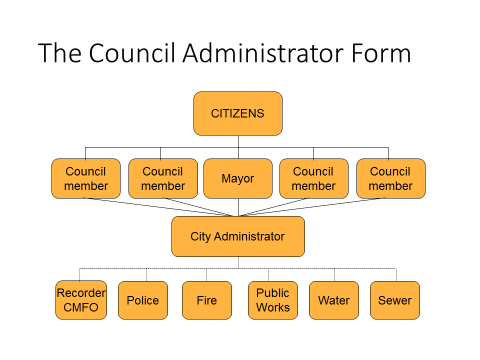 The Council Administrator Form
CITIZENS
Council
member
Council
member
Mayor
Council
member
Council
member
City Administrator
Recorder
CMFO
Police
Fire
Public
Works
Water
Sewer